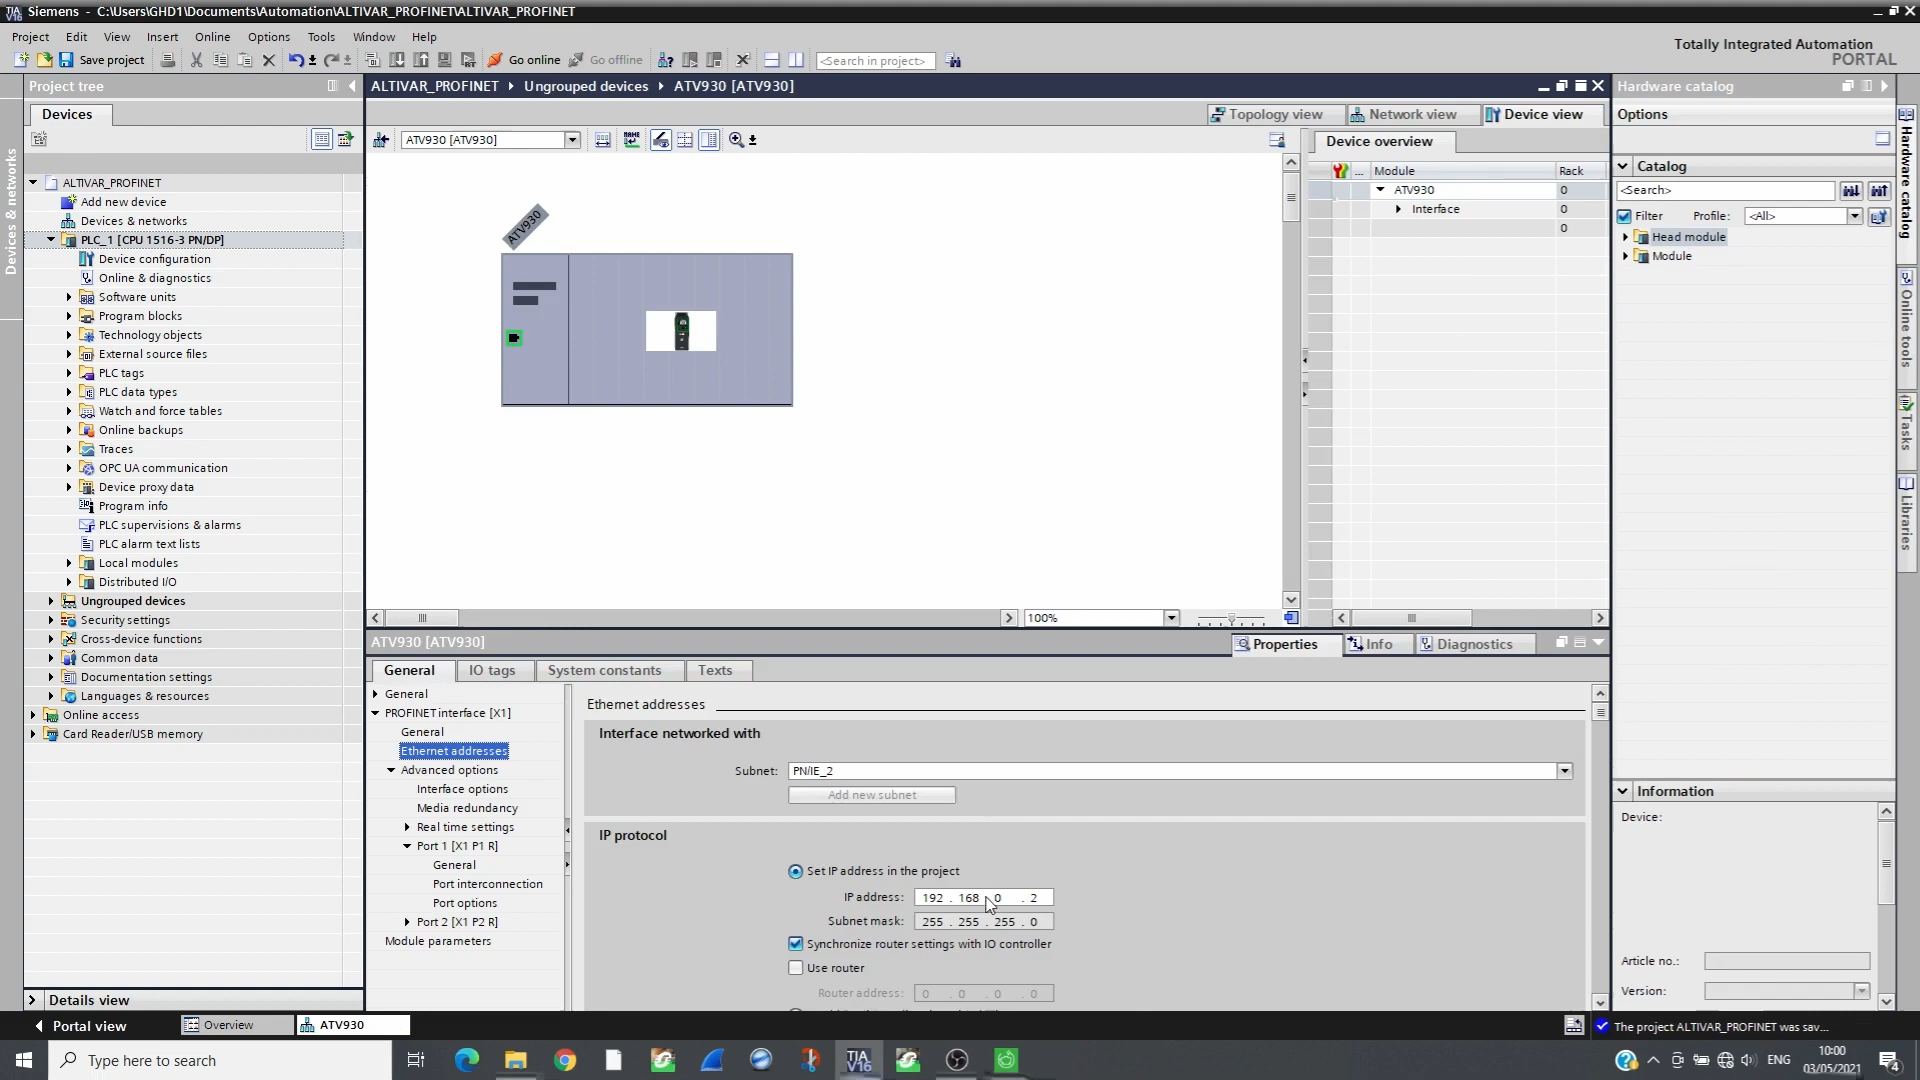 Siemens - C:\Users\GHD1\Documents\Automation\ALTIVAR_PROFINET\ALTIVAR_PROFINET
Project Edit View Insert Online Options Tools Window Help
Totally Integrated Automation
PORTAL
Save project
Go online
Go offline
<Search in project>
Project tree
ALTIVAR_PROFINET
Ungrouped devices
ATV930 [ATV930]
Hardware catalog
Devices
Topology view
Network view
Device view
Options
ATV930 [ATV930]
Device overview
... Module Rack
ATV930 0
Interface 0
0
Catalog
<Search>
Filter Profile: <All>
Head module
Module
Devices & networks
ALTIVAR_PROFINET
Add new device
Devices & networks
PLC_1 [CPU 1516-3 PN/DP]
Device configuration
Online & diagnostics
Software units
Program blocks
Technology objects
External source files
PLC tags
PLC data types
Watch and force tables
Online backups
Traces
OPC UA communication
Device proxy data
Program info
PLC supervisions & alarms
PLC alarm text lists
Local modules
Distributed I/O
Ungrouped devices
Security settings
Cross-device functions
Common data
Documentation settings
Languages & resources
Online access
Card Reader/USB memory
Details view
ATV930
100%
Hardware catalog
Online tools
Tasks
Libraries
ATV930 [ATV930]
Properties
Info
Diagnostics
General
IO tags
System constants
Texts
General
PROFINET interface [X1]
General
Ethernet addresses
Advanced options
Interface options
Media redundancy
Real time settings
Port 1 [X1 P1 R]
General
Port interconnection
Port options
Port 2 [X1 P2 R]
Module parameters
Ethernet addresses
Interface networked with
Subnet: PN/IE_2
Add new subnet
IP protocol
Set IP address in the project
IP address: 192 . 168 . 0 . 2
Subnet mask: 255 . 255 . 255 . 0
Synchronize router settings with IO controller
Use router
Router address: 0 . 0 . 0 . 0
Information
Device:
Article no.:
Version:
Portal view
Overview
ATV930
The project ALTIVAR_PROFINET was sav...
Type here to search
TIA
V16
ENG
10:00
03/05/2021
4